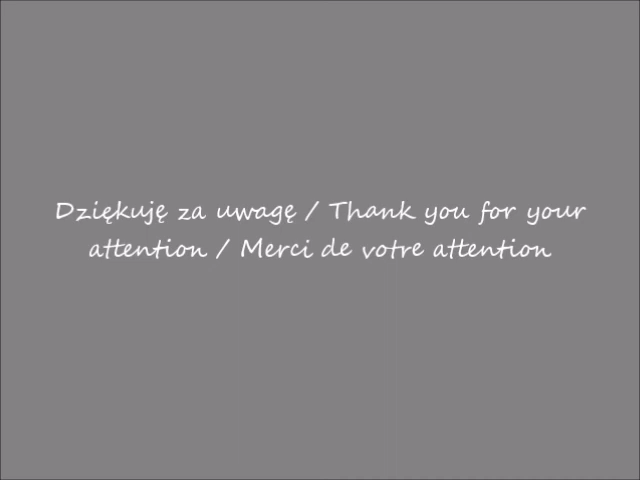 Dziękuję za uwagę / Thank you for your
attention / Merci de votre attention